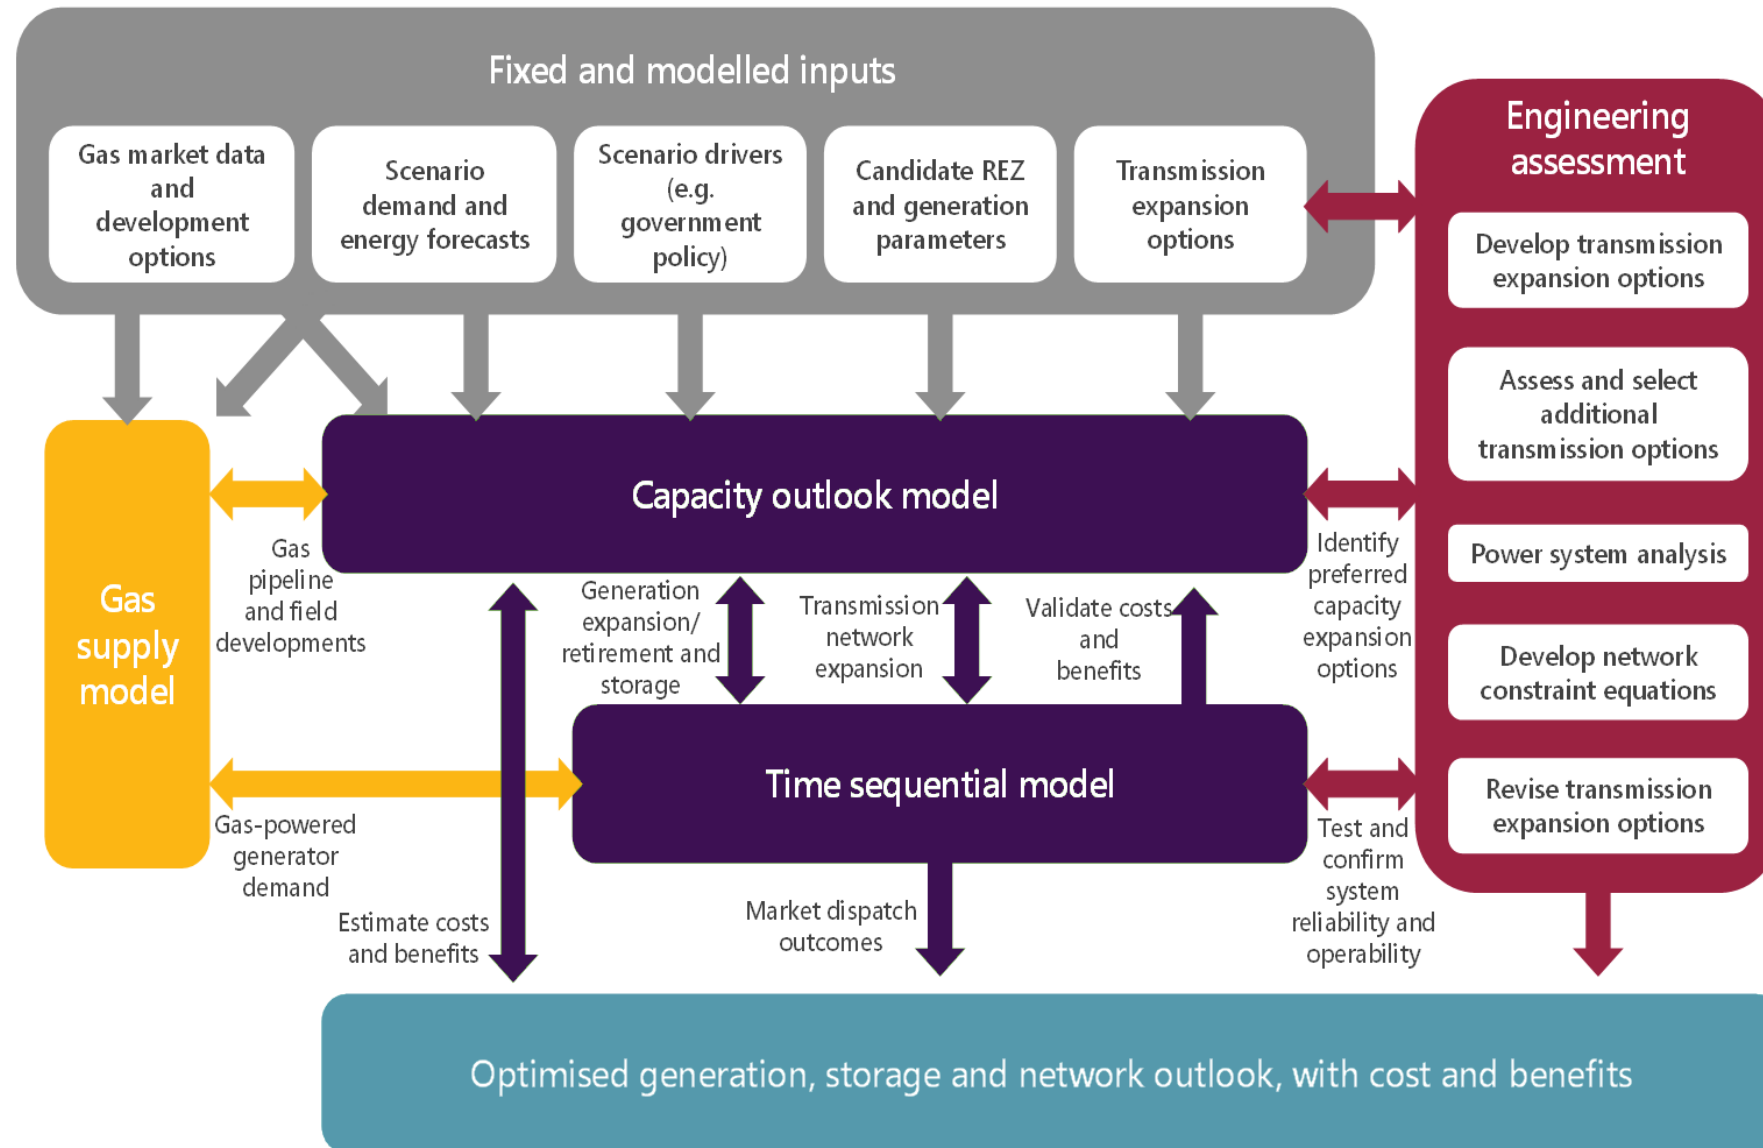 Fixed and modelled inputs
Gas market data
and
development
options
Scenario
demand and
energy forecasts
Scenario drivers
(e.g.
government
policy)
Candidate REZ
and generation
parameters
Transmission
expansion
options
Engineering
assessment
Develop transmission
expansion options
Assess and select
additional
transmission options
Power system analysis
Develop network
constraint equations
Revise transmission
expansion options
Gas
supply
model
Capacity outlook model
Gas
pipeline
and field
developments
Generation
expansion/
retirement and
storage
Transmission
network
expansion
Validate costs
and
benefits
Identify
preferred
capacity
expansion
options
Time sequential model
Gas-powered
generator
demand
Estimate costs
and benefits
Market dispatch
outcomes
Test and
confirm
system
reliability and
operability
Optimised generation, storage and network outlook, with cost and benefits